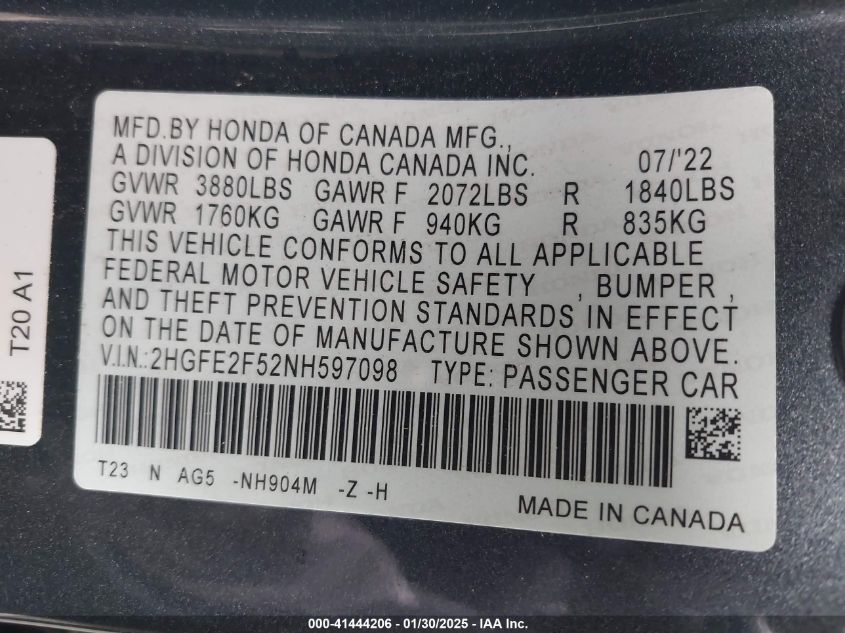 MFD.BY HONDA OF CANADA MFG.,
A DIVISION OF HONDA CANADA INC. 07/'22
GVWR 3880LBS GAWR F 2072LBS R 1840LBS
GVWR 1760KG GAWR F 940KG R 835KG
THIS VEHICLE CONFORMS TO ALL APPLICABLE
FEDERAL MOTOR VEHICLE SAFETY , BUMPER ,
AND THEFT PREVENTION STANDARDS IN EFFECT
ON THE DATE OF MANUFACTURE SHOWN ABOVE.
V.I.N.:2HGFE2F52NH597098 TYPE: PASSENGER CAR
T23 N AG5 -NH904M -Z -H
MADE IN CANADA
T20 A1
000-41444206 - 01/30/2025 - IAA Inc.